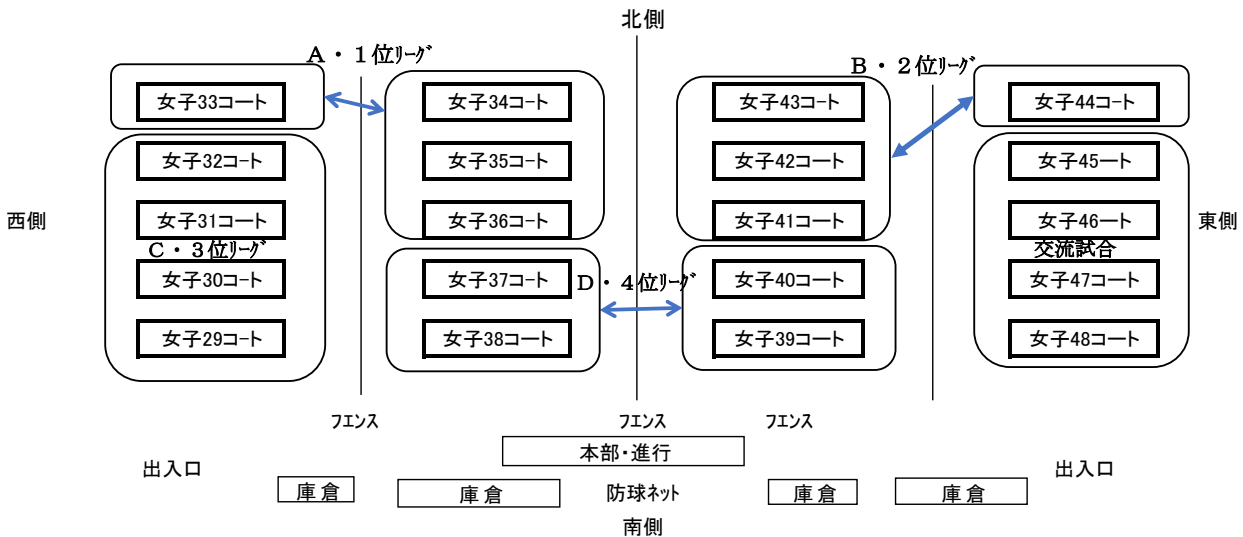 北側
A・1位ﾘｰｸﾞ
B・2位ﾘｰｸﾞ
女子33コート
女子34コート
女子43コート
女子44コート
女子32コート
女子35コート
女子42コート
女子45ート
西側
女子31コート
女子36コート
女子41コート
女子46ート
東側
C・3位ﾘｰｸﾞ
交流試合
女子30コート
女子37コート
D・4位ﾘｰｸﾞ
女子40コート
女子47コート
女子29コート
女子38コート
女子39コート
女子48コート
フエンス
フエンス
フエンス
本部・進行
出入口
出入口
庫倉
庫倉
防球ネット
庫倉
庫倉
南側